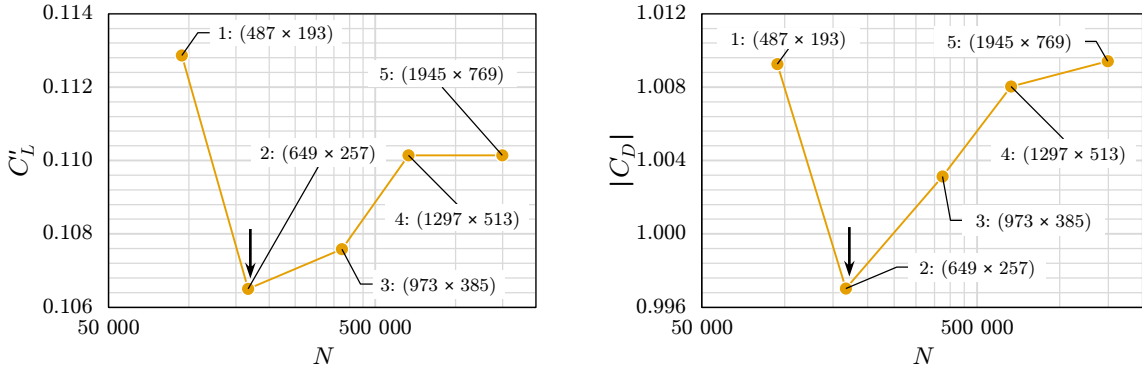 0.114
0.112
0.110
0.108
0.106
C′L
50 000
500 000
N
1: (487 × 193)
2: (649 × 257)
3: (973 × 385)
4: (1297 × 513)
5: (1945 × 769)
1.012
1.008
1.004
1.000
0.996
|CD|
50 000
500 000
N
1: (487 × 193)
2: (649 × 257)
3: (973 × 385)
4: (1297 × 513)
5: (1945 × 769)